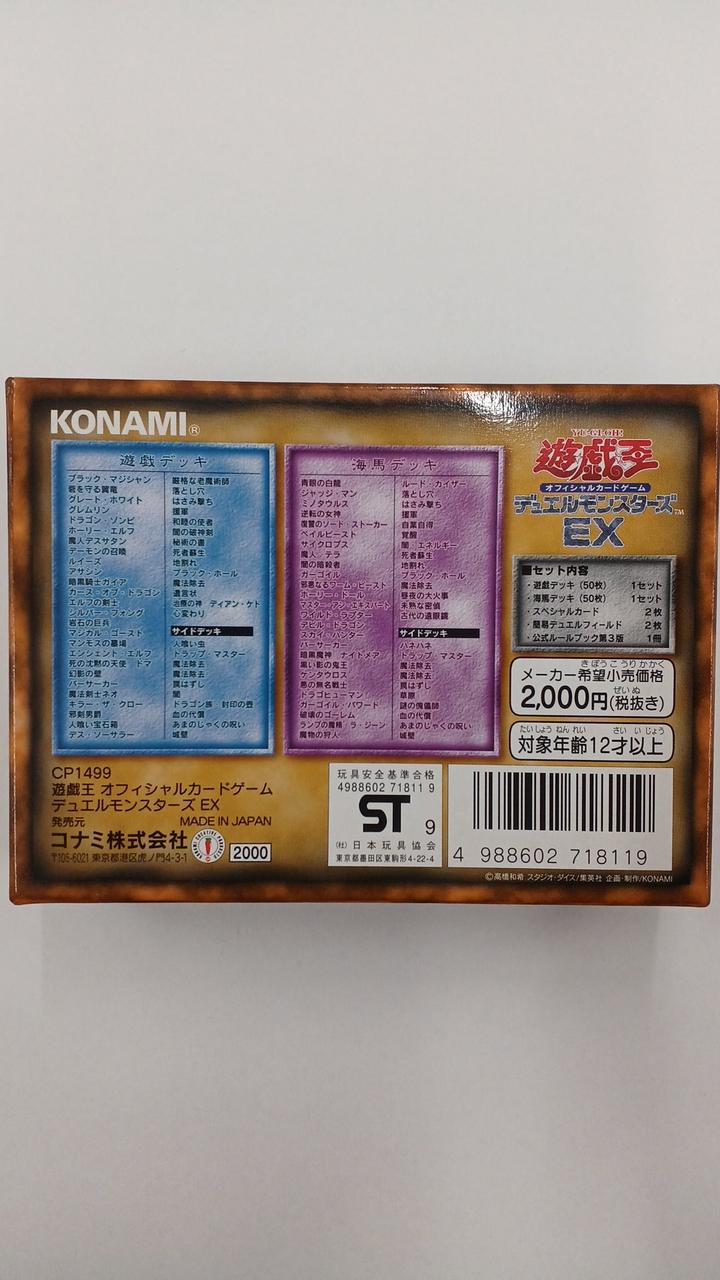 KONAMI®
遊戯デッキ
ブラック・マジシャン
砦を守る翼竜
グレート・ホワイト
グレムリン
ドラゴン・ゾンビ
ホーリー・エルフ
魔人デスサタン
デーモンの召喚
ルイーズ
アサシン
暗黒騎士ガイア
カース・オブ・ドラゴン
エルフの剣士
シルバー・フォング
岩石の巨兵
マジカル・ゴースト
マンモスの墓場
エンシェント・エルフ
死の沈黙の天使 ドマ
幻影の壁
バーサーカー
魔法剣士ネオ
キラー・ザ・クロー
邪剣男爵
人喰い宝石箱
デス・ソーサラー
厳格な老魔術師
落とし穴
はさみ撃ち
援軍
和睦の使者
闇の破神剣
秘術の書
死者蘇生
地割れ
ブラック・ホール
魔法除去
遺言状
治療の神 ディアン・ケト
心変わり
サイドデッキ
人喰い虫
トラップ・マスター
魔法除去
魔法除去
罠はずし
闇
ドラゴン族・封印の壺
血の代償
あまのじゃくの呪い
城壁
海馬デッキ
青眼の白龍
ジャッジ・マン
ミノタウルス
逆転の女神
復讐のソード・ストーカー
ベイルビースト
サイクロプス
魔人・テラ
闇の暗殺者
ガーゴイル
邪悪なるワーム・ビースト
ホーリー・ドール
マスター・アン・エキスパート
ワイルド・ラプター
デビル・ドラゴン
スカイ・ハンター
バーサーカー
暗黒魔神 ナイトメア
黒い影の鬼王
ケンタウロス
悪の無名戦士
ドラゴヒューマン
ガーゴイル・パワード
破壊のゴーレム
ランプの魔精・ラ・ジーン
魔物の狩人
ルード・カイザー
落とし穴
はさみ撃ち
援軍
自業自得
覚醒
闇・エネルギー
死者蘇生
地割れ
ブラック・ホール
魔法除去
昼夜の大火事
未熟な密偵
古代の遠眼鏡
サイドデッキ
ハネハネ
トラップ・マスター
魔法除去
魔法除去
罠はずし
草原
謎の傀儡師
血の代償
あまのじゃくの呪い
城壁
YU-GI-OH!
遊戯王
オフィシャルカードゲーム
デュエルモンスターズ™
EX
■セット内容
・遊戯デッキ（50枚） 1セット
・海馬デッキ（50枚） 1セット
・スペシャルカード 2枚
・簡易デュエルフィールド 2枚
・公式ルールブック第3版 1冊
きぼうこうりかかく
メーカー希望小売価格
ぜいぬ
2,000円(税抜き)
たいしょうねんれい さいいじょう
対象年齢12才以上
CP1499
遊戯王 オフィシャルカードゲーム
デュエルモンスターズ EX
発売元 MADE IN JAPAN
コナミ株式会社
〒105-6021 東京都港区虎ノ門4-3-1
2000
玩具安全基準合格
4988602 71811 9
ST 9
(社)日本玩具協会
東京都墨田区東駒形4-22-4
4 988602 718119
©高橋和希 スタジオ・ダイス/集英社 企画・制作/KONAMI